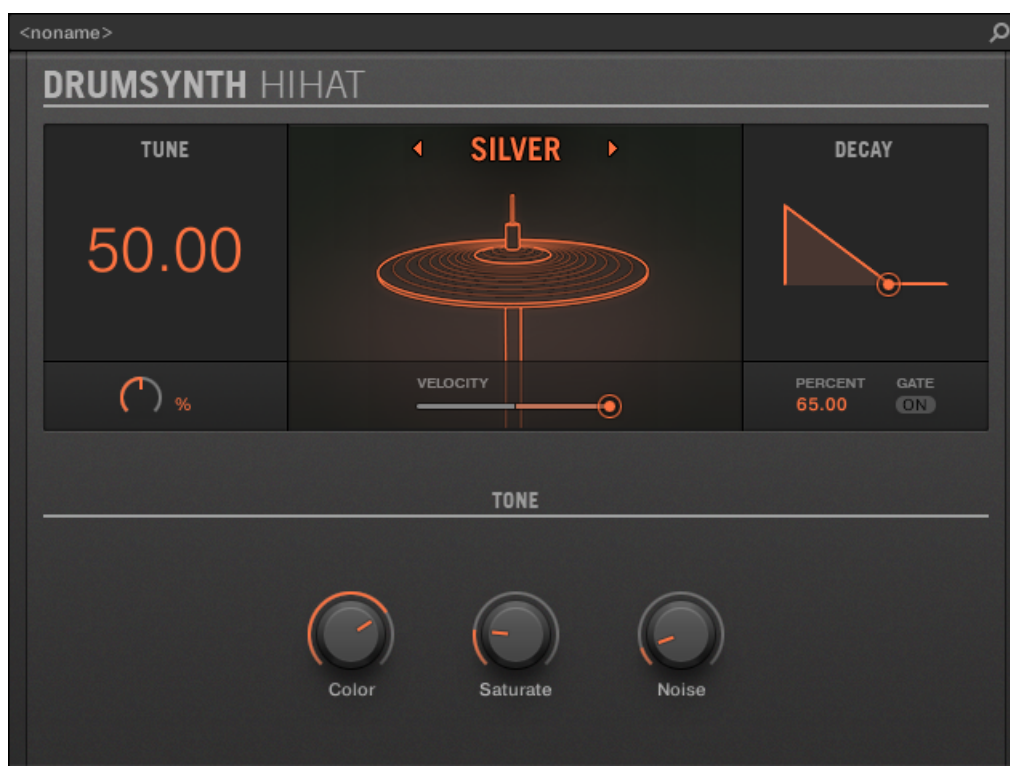 <noname>
DRUMSYNTH HIHAT
TUNE
SILVER
DECAY
50.00
%
VELOCITY
PERCENT
GATE
65.00
ON
TONE
Color
Saturate
Noise